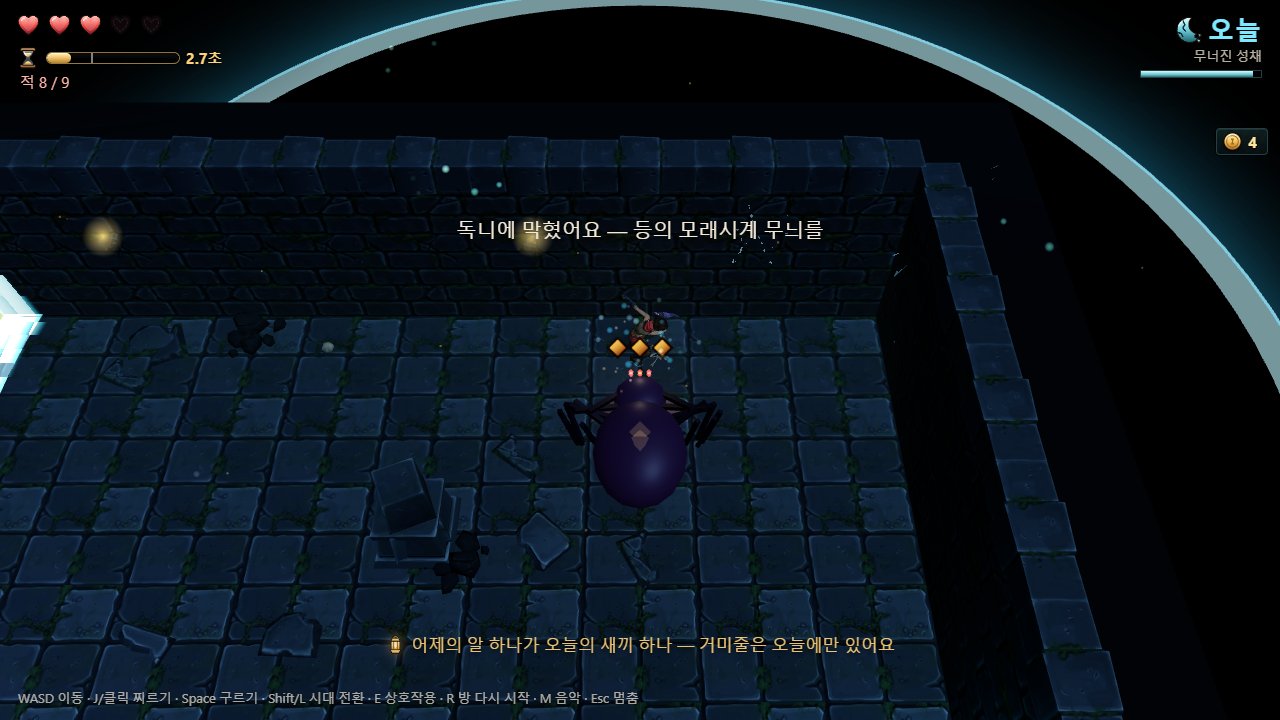 2.7초
적 8 / 9
오늘
무너진 성채
4
독니에 막혔어요 — 등의 모래시계 무늬를
어제의 알 하나가 오늘의 새끼 하나 — 거미줄은 오늘에만 있어요
WASD 이동 · J/클릭 찌르기 · Space 구르기 · Shift/L 시대 전환 · E 상호작용 · R 방 다시 시작 · M 음악 · Esc 멈춤